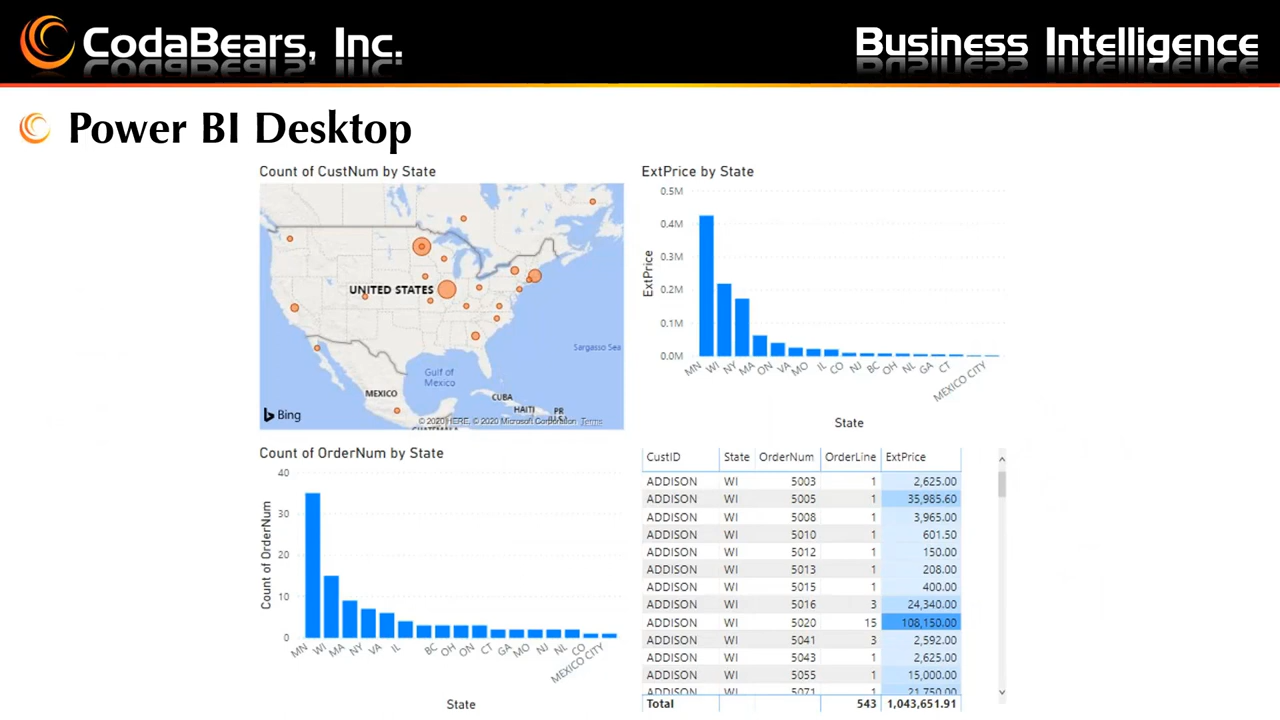 CodaBears, Inc.
Business Intelligence
Power BI Desktop
Count of CustNum by State
UNITED STATES
MEXICO
Gulf of
Mexico
Sargasso Sea
CUBA
HAITI
PR
(U.S.)
GUATEMALA
Bing
© 2020 HERE, © 2020 Microsoft Corporation Terms
ExtPrice by State
ExtPrice
0.5M
0.4M
0.3M
0.2M
0.1M
0.0M
MN WI NY MA ON VA MO IL CO NJ BC OH NL GA CT MEXICO CITY
State
Count of OrderNum by State
Count of OrderNum
40
30
20
10
0
MN WI MA NY VA IL BC OH ON CT GA MO NJ NL CO MEXICO CITY
State
CustID State OrderNum OrderLine ExtPrice
ADDISON WI 5003 1 2,625.00
ADDISON WI 5005 1 35,985.60
ADDISON WI 5008 1 3,965.00
ADDISON WI 5010 1 601.50
ADDISON WI 5012 1 150.00
ADDISON WI 5013 1 208.00
ADDISON WI 5015 1 400.00
ADDISON WI 5016 3 24,340.00
ADDISON WI 5020 15 108,150.00
ADDISON WI 5041 3 2,592.00
ADDISON WI 5043 1 2,625.00
ADDISON WI 5055 1 15,000.00
ADDISON WI 5071 1 21,750.00
Total 543 1,043,651.91